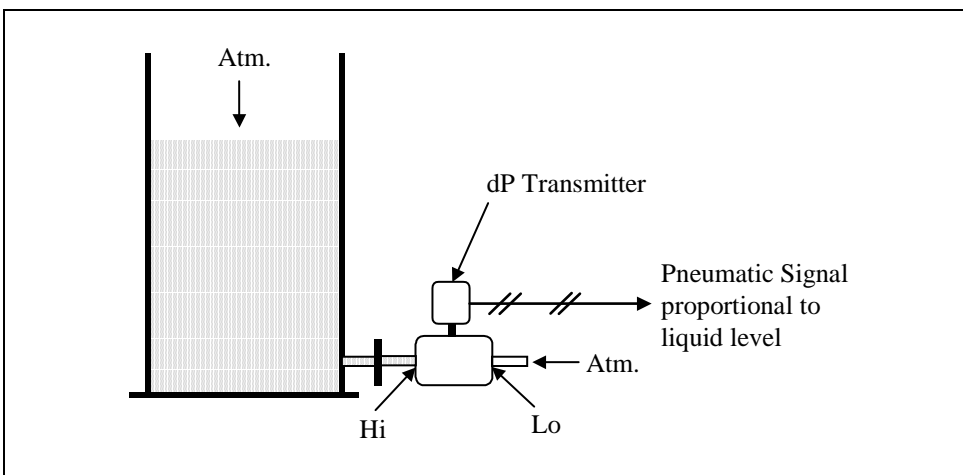 Atm.
dP Transmitter
Pneumatic Signal
proportional to
liquid level
Atm.
Hi
Lo